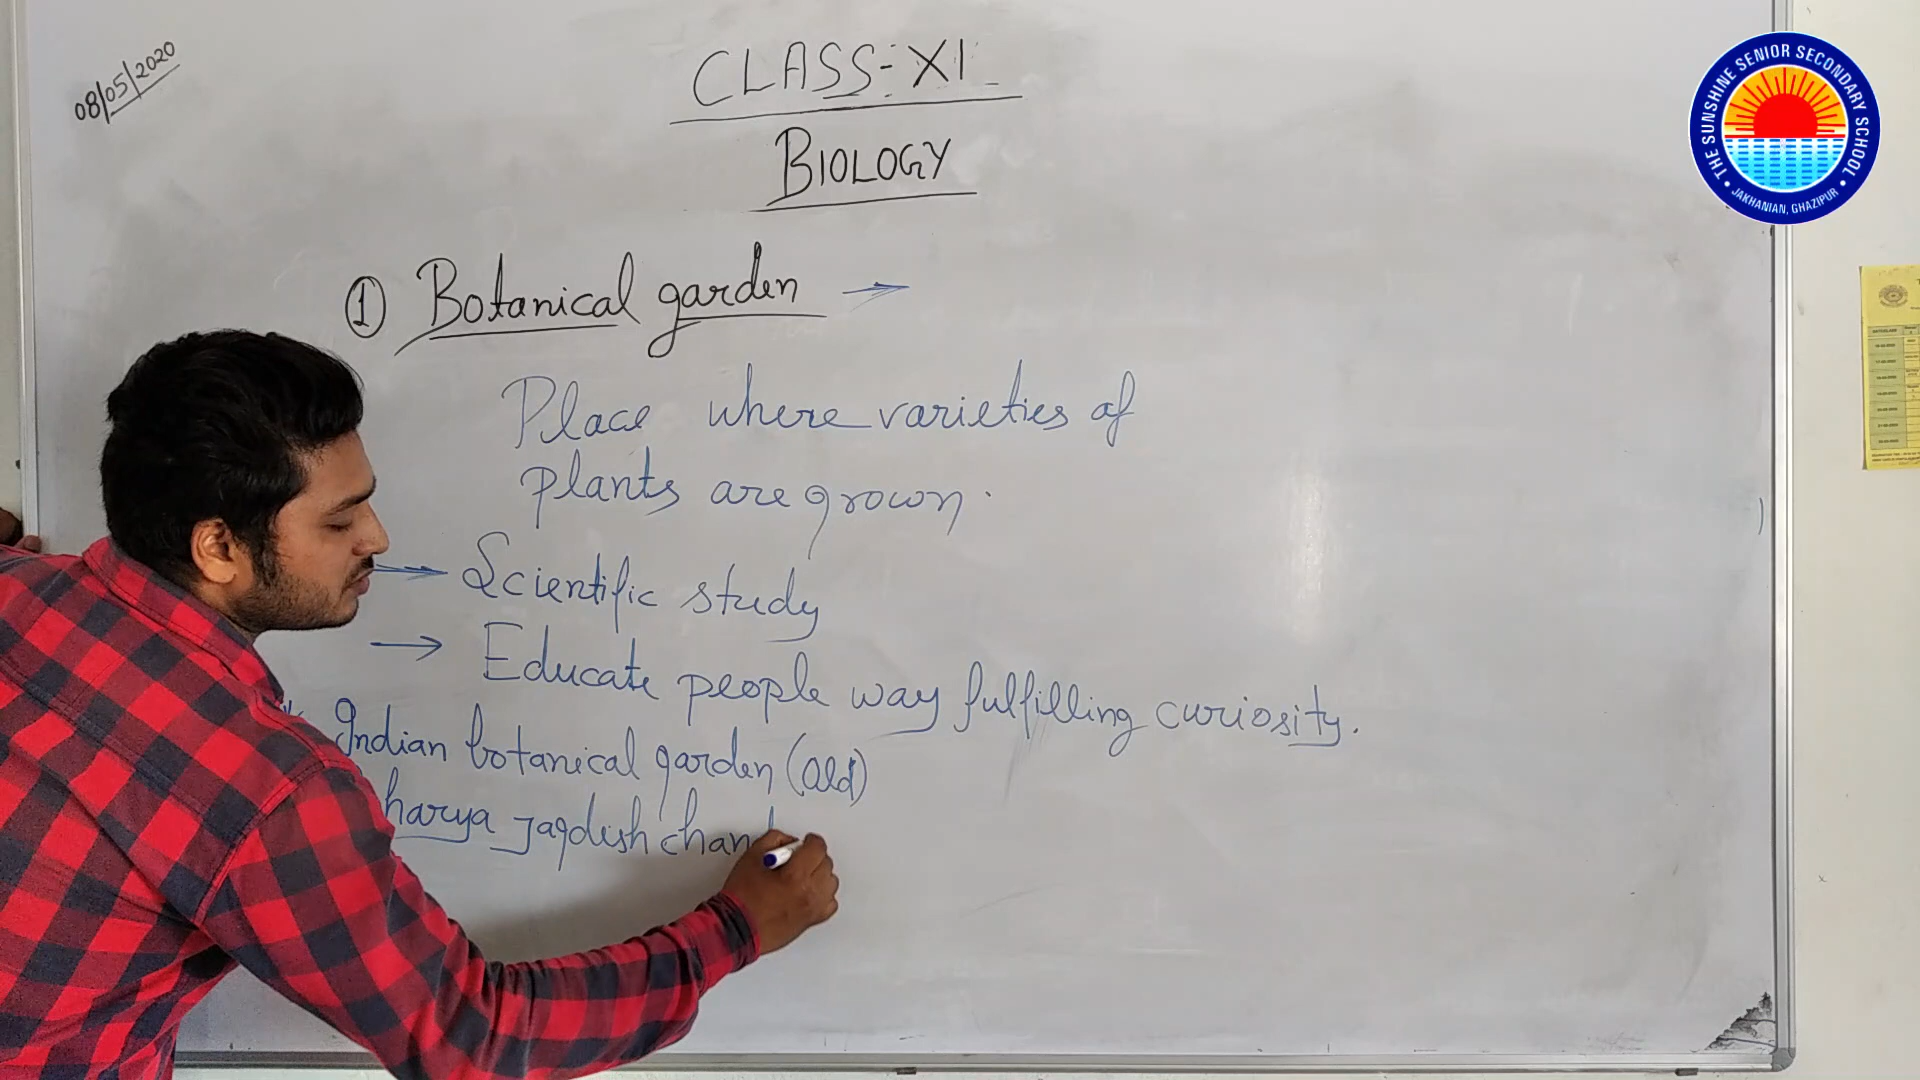 08/05/2020
CLASS-XI
BIOLOGY
① Botanical garden →
Place where varieties of
plants are grown.
→ Scientific study
→ Educate people way fulfilling curiosity.
* Indian botanical garden (old)
harya Jagdish chand
THE SUNSHINE SENIOR SECONDARY SCHOOL
• JAKHANIAN, GHAZIPUR •